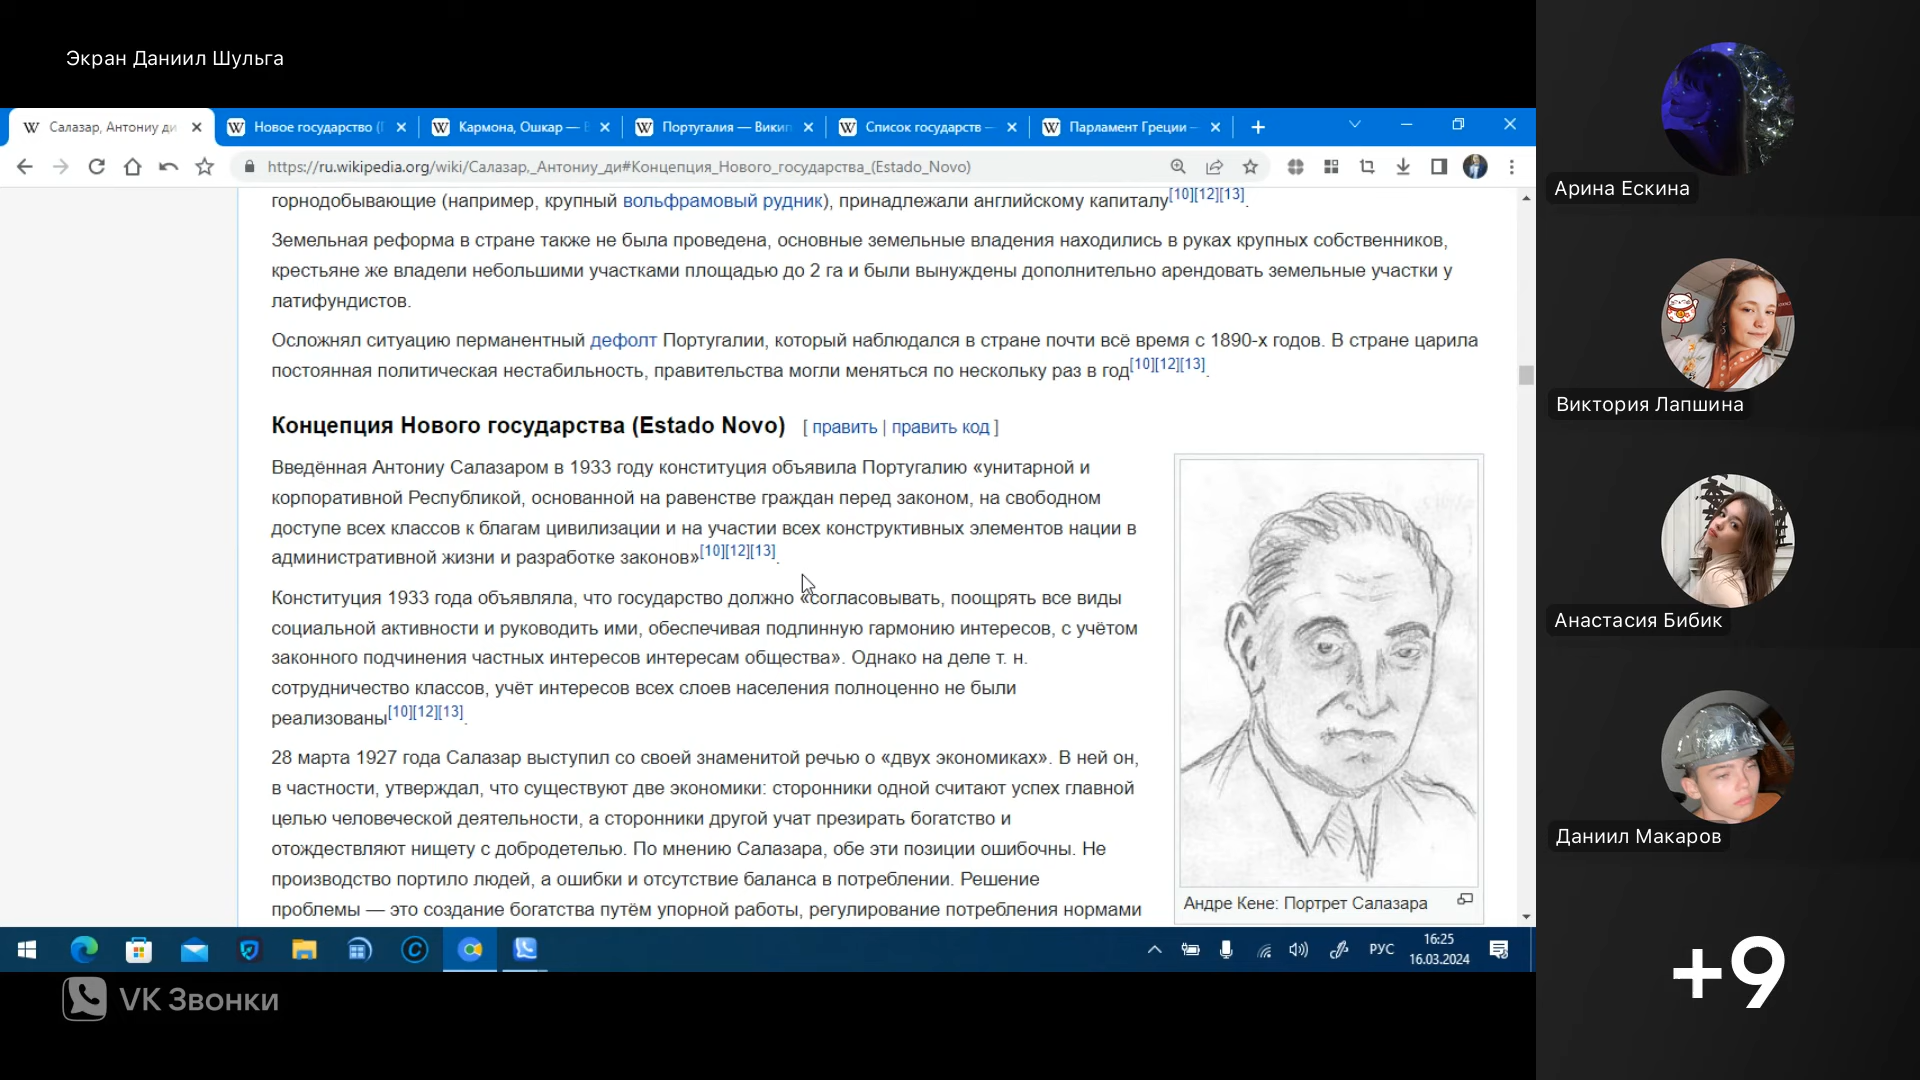 Экран Даниил Шульга
Салазар, Антониу ди
Новое государство (
Кармона, Ошкар —
Португалия — Викип
Список государств —
Парламент Греции —
https://ru.wikipedia.org/wiki/Салазар,_Антониу_ди#Концепция_Нового_государства_(Estado_Novo)
горнодобывающие (например, крупный вольфрамовый рудник), принадлежали английскому капиталу[10][12][13].
Земельная реформа в стране также не была проведена, основные земельные владения находились в руках крупных собственников,
крестьяне же владели небольшими участками площадью до 2 га и были вынуждены дополнительно арендовать земельные участки у
латифундистов.
Осложнял ситуацию перманентный дефолт Португалии, который наблюдался в стране почти всё время с 1890-х годов. В стране царила
постоянная политическая нестабильность, правительства могли меняться по нескольку раз в год[10][12][13].
Концепция Нового государства (Estado Novo) [ править | править код ]
Введённая Антониу Салазаром в 1933 году конституция объявила Португалию «унитарной и
корпоративной Республикой, основанной на равенстве граждан перед законом, на свободном
доступе всех классов к благам цивилизации и на участии всех конструктивных элементов нации в
административной жизни и разработке законов»[10][12][13].
Конституция 1933 года объявляла, что государство должно «согласовывать, поощрять все виды
социальной активности и руководить ими, обеспечивая подлинную гармонию интересов, с учётом
законного подчинения частных интересов интересам общества». Однако на деле т. н.
сотрудничество классов, учёт интересов всех слоев населения полноценно не были
реализованы[10][12][13].
28 марта 1927 года Салазар выступил со своей знаменитой речью о «двух экономиках». В ней он,
в частности, утверждал, что существуют две экономики: сторонники одной считают успех главной
целью человеческой деятельности, а сторонники другой учат презирать богатство и
отождествляют нищету с добродетелью. По мнению Салазара, обе эти позиции ошибочны. Не
производство портило людей, а ошибки и отсутствие баланса в потреблении. Решение
проблемы — это создание богатства путём упорной работы, регулирование потребления нормами
Андре Кене: Портрет Салазара
РУС
16:25
16.03.2024
VK Звонки
Арина Ескина
Виктория Лапшина
Анастасия Бибик
Даниил Макаров
+9